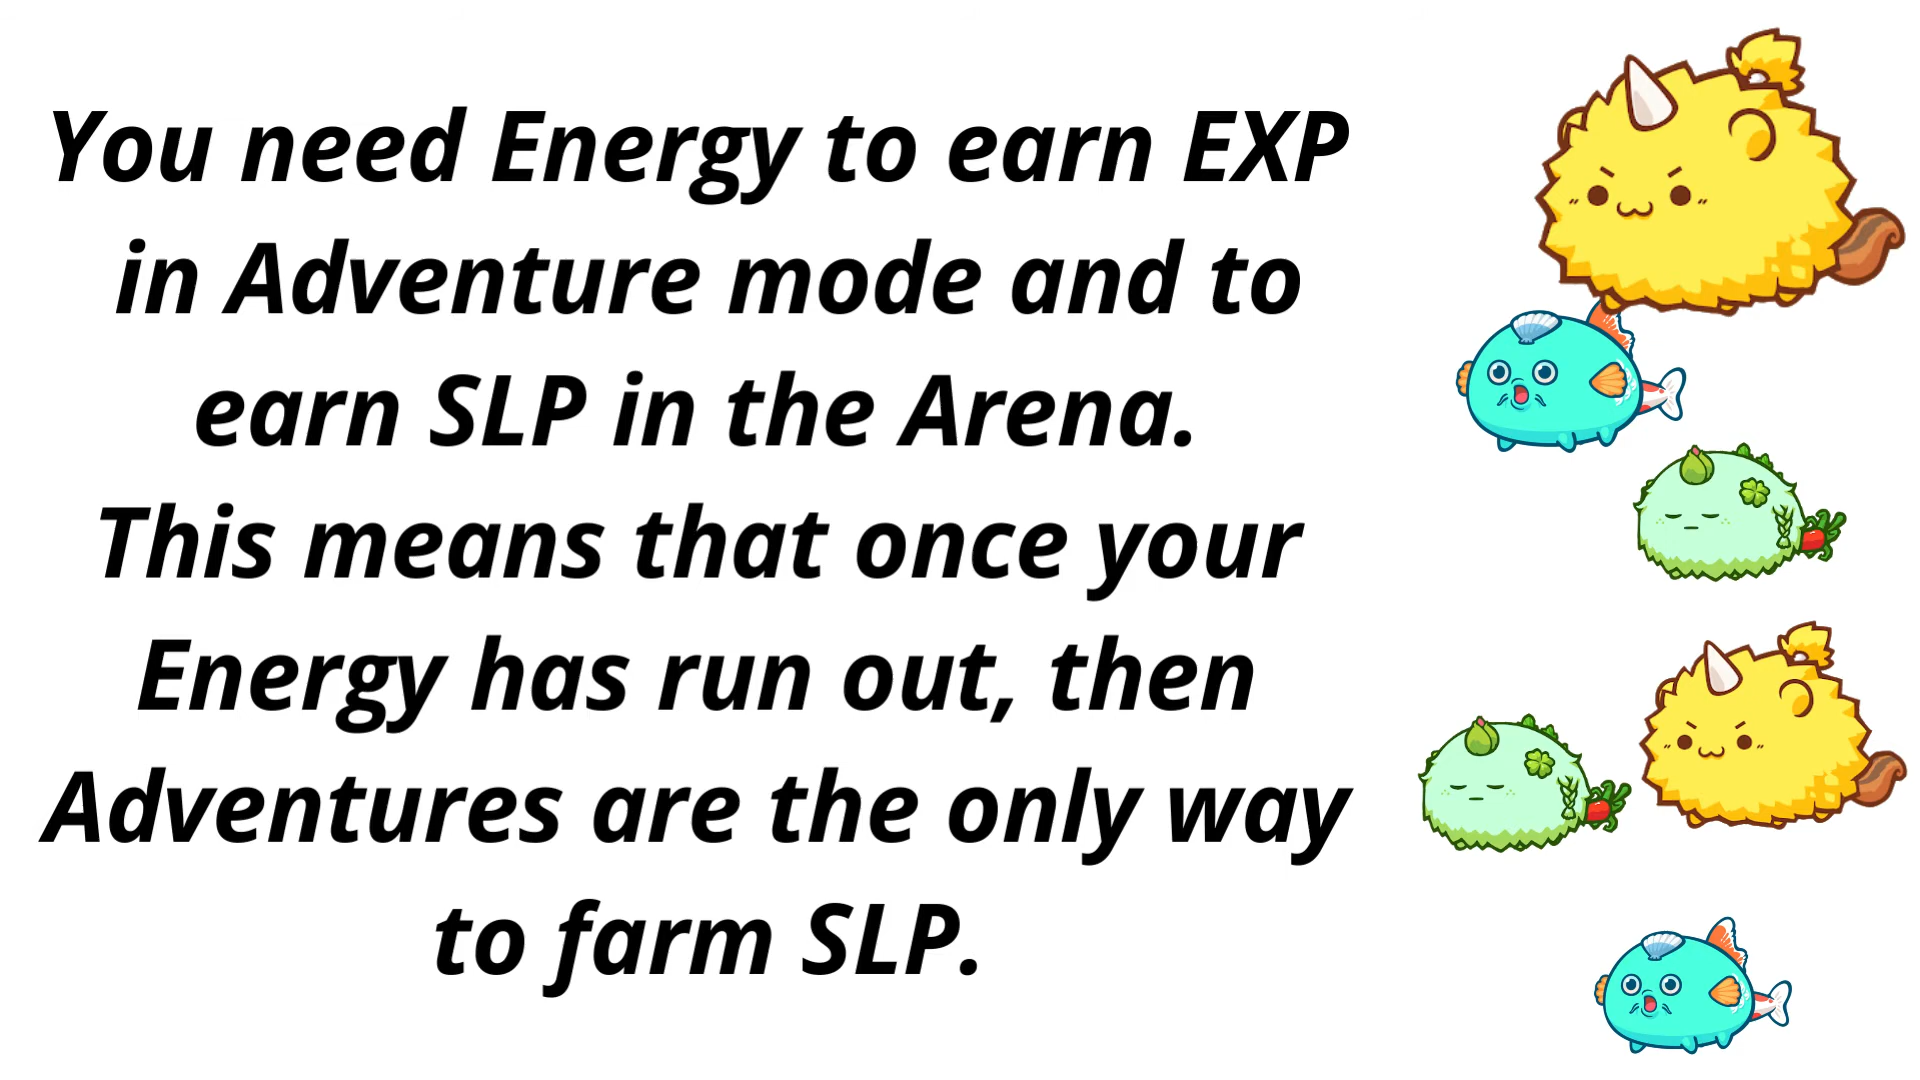 You need Energy to earn EXP
in Adventure mode and to
earn SLP in the Arena.
This means that once your
Energy has run out, then
Adventures are the only way
to farm SLP.